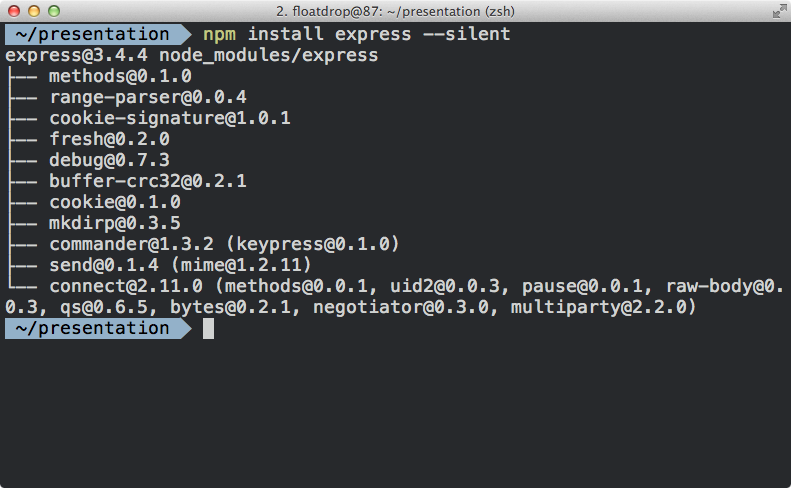 2. floatdrop@87: ~/presentation (zsh)
~/presentation npm install express --silent
express@3.4.4 node_modules/express
├── methods@0.1.0
├── range-parser@0.0.4
├── cookie-signature@1.0.1
├── fresh@0.2.0
├── debug@0.7.3
├── buffer-crc32@0.2.1
├── cookie@0.1.0
├── mkdirp@0.3.5
├── commander@1.3.2 (keypress@0.1.0)
├── send@0.1.4 (mime@1.2.11)
└── connect@2.11.0 (methods@0.0.1, uid2@0.0.3, pause@0.0.1, raw-body@0.
0.3, qs@0.6.5, bytes@0.2.1, negotiator@0.3.0, multiparty@2.2.0)
~/presentation